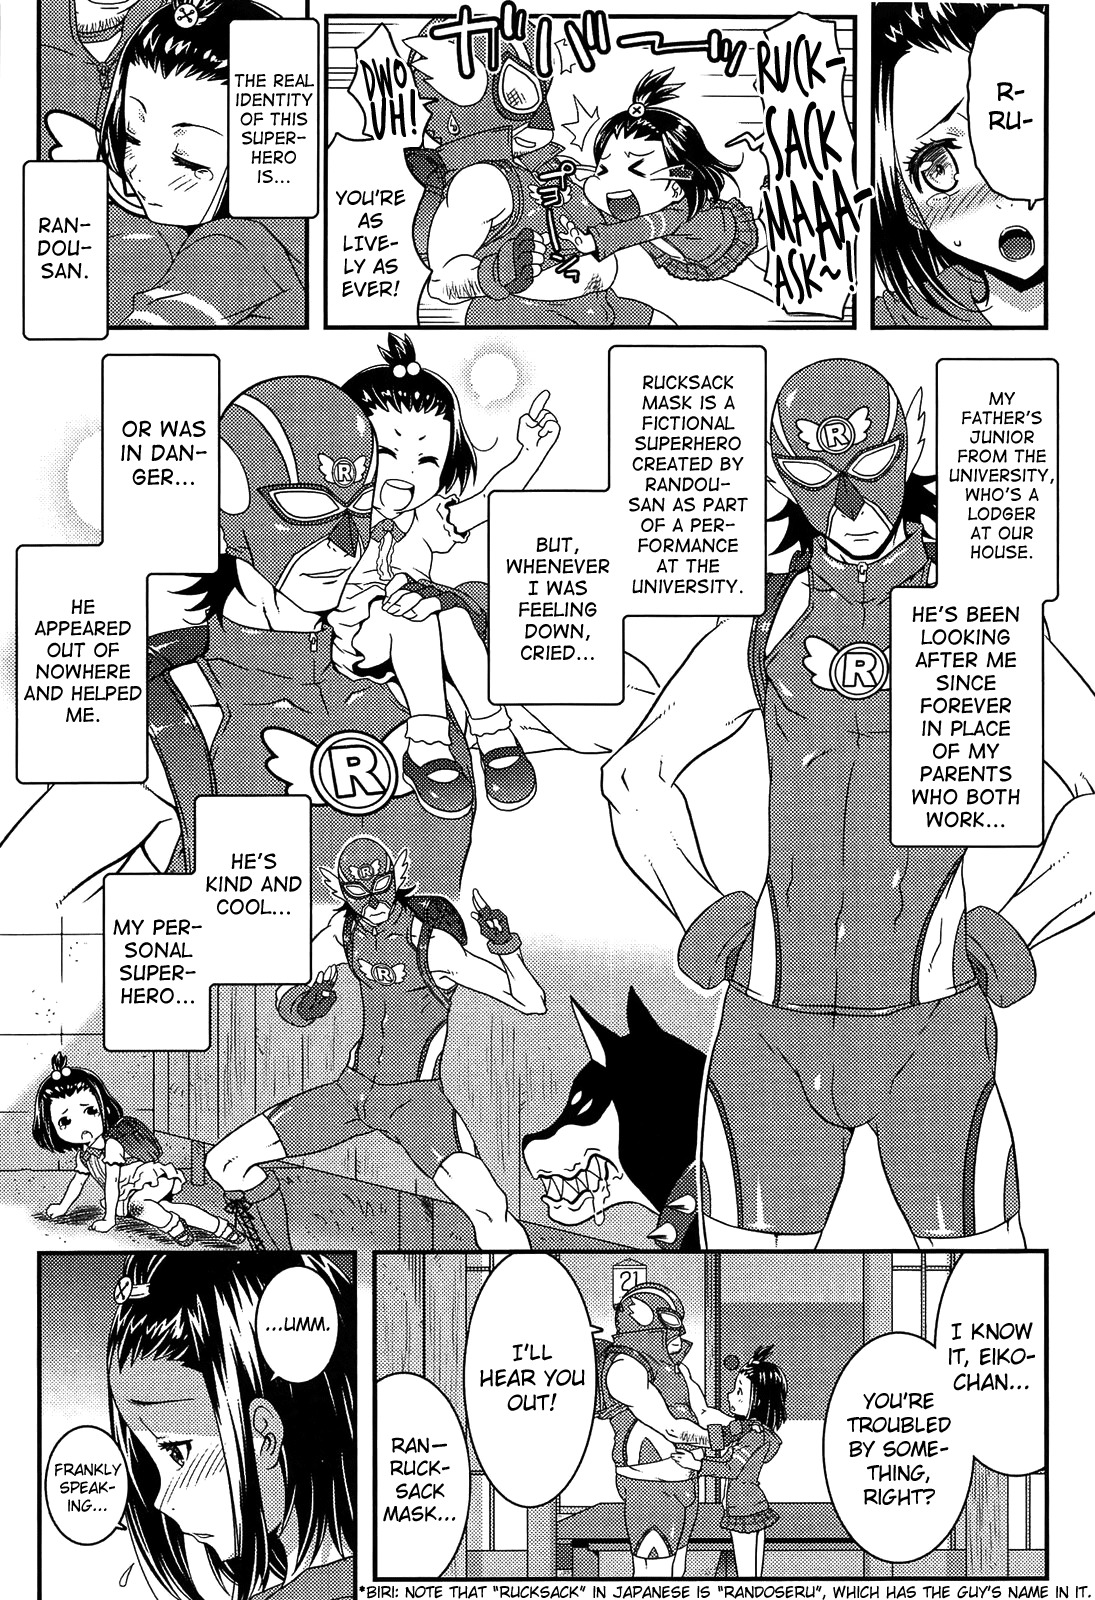 R-
RU-
RUCK-
SACK
MAAA-
ASK~!
ガバー
ピョン
DWO
UH!
YOU'RE
AS
LIVE-
LY AS
EVER!
THE REAL
IDENTITY
OF THIS
SUPER-
HERO
IS...
RAN-
DOU-
SAN.
MY
FATHER'S
JUNIOR
FROM THE
UNIVERSITY,
WHO'S A
LODGER
AT OUR
HOUSE.
HE'S BEEN
LOOKING
AFTER ME
SINCE
FOREVER
IN PLACE
OF MY
PARENTS
WHO BOTH
WORK...
RUCKSACK
MASK IS A
FICTIONAL
SUPERHERO
CREATED BY
RANDOU-
SAN AS PART
OF A PER-
FORMANCE
AT THE
UNIVERSITY.
BUT,
WHENEVER
I WAS
FEELING
DOWN,
CRIED...
OR WAS
IN DAN-
GER...
HE
APPEARED
OUT OF
NOWHERE
AND HELPED
ME.
R
R
R
R
R
R
HE'S
KIND AND
COOL...
MY PER-
SONAL
SUPER-
HERO...
I KNOW
IT, EIKO-
CHAN...
YOU'RE
TROUBLED
BY
SOME-
THING,
RIGHT?
21
I'LL
HEAR YOU
OUT!
RAN—
RUCK-
SACK
MASK...
...UMM.
FRANKLY
SPEAK-
ING...
*BIRI: NOTE THAT "RUCKSACK" IN JAPANESE IS "RANDOSERU", WHICH HAS THE GUY'S NAME IN IT.